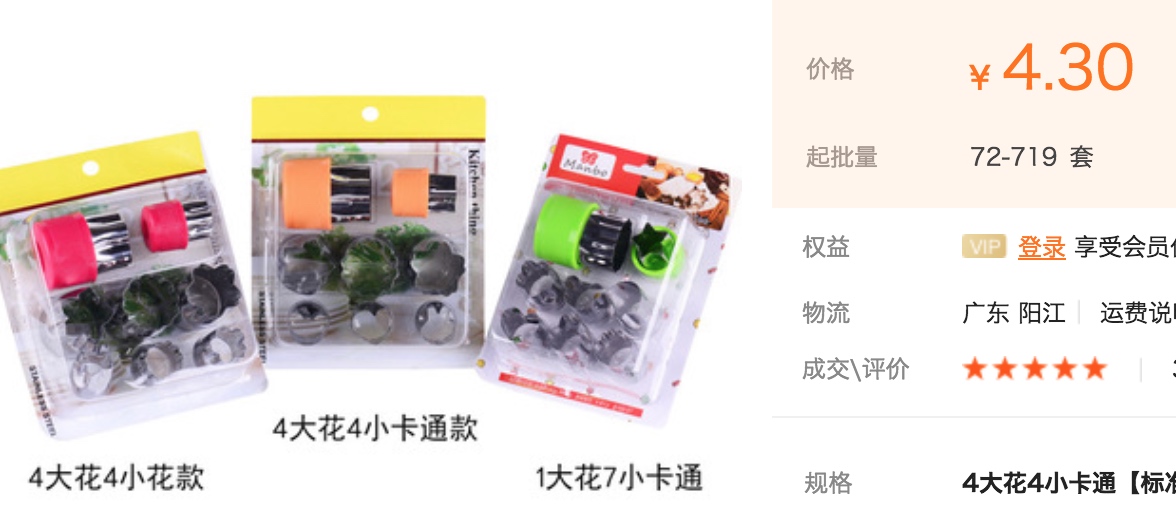 Kitchen thing
Manbo
STAINLESS STEEL
4大花4小卡通款
4大花4小花款
1大花7小卡通
价格
¥ 4.30
起批量
72-719 套
权益
VIP 登录 享受会员
物流
广东 阳江 运费说
成交\评价
规格
4大花4小卡通【标